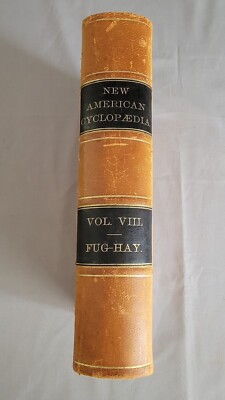 NEW
AMERICAN
CYCLOPÆDIA
VOL. VIII.
FUG-HAY.